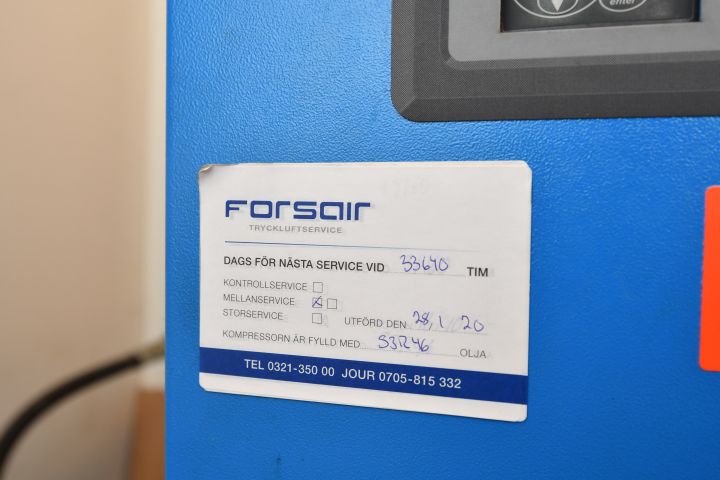 enter
FORSAIR
TRYCKLUFTSERVICE
DAGS FÖR NÄSTA SERVICE VID 33640 TIM
KONTROLLSERVICE
MELLANSERVICE
STORSERVICE UTFÖRD DEN 28,1 20
KOMPRESSORN ÄR FYLLD MED S3R46 OLJA
TEL 0321-350 00 JOUR 0705-815 332